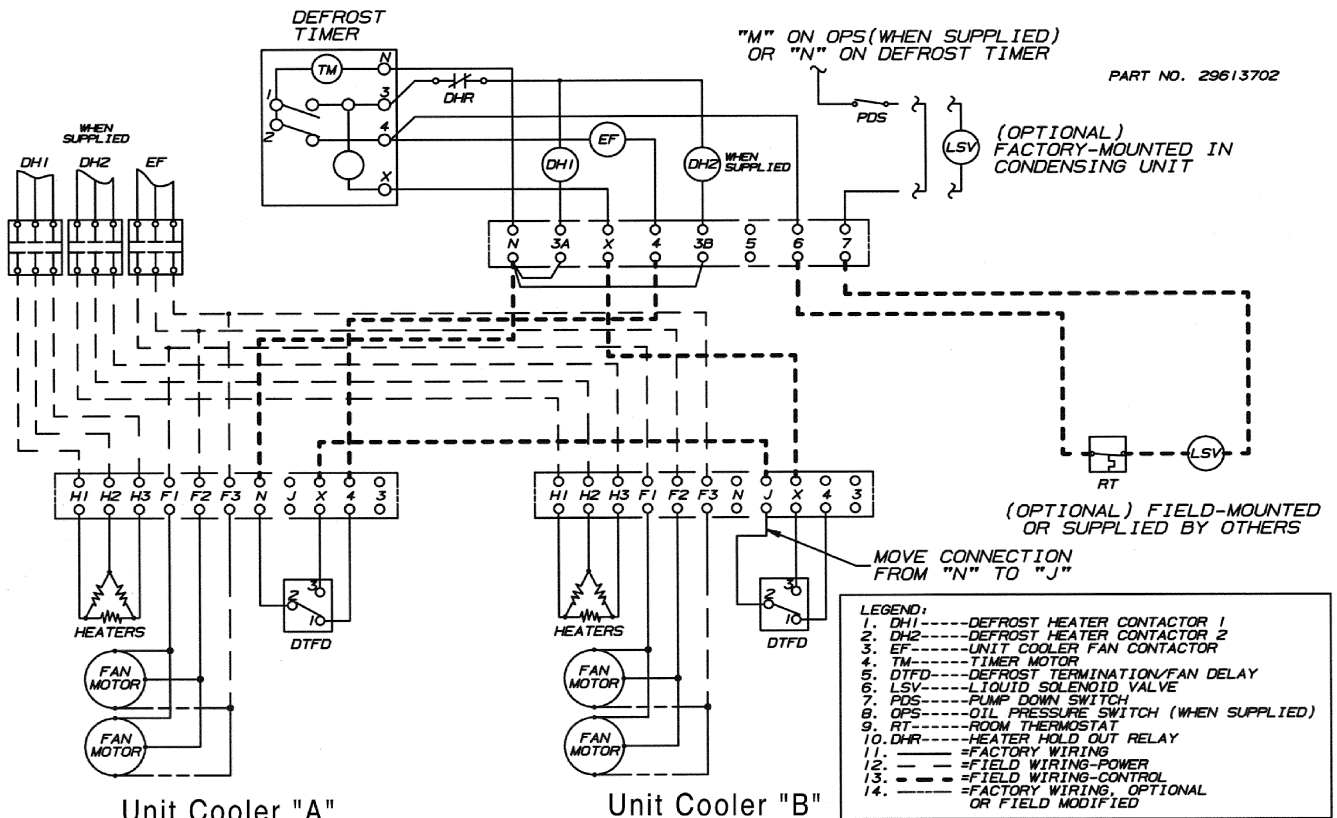 DEFROST
TIMER
"M" ON OPS(WHEN SUPPLIED)
OR "N" ON DEFROST TIMER
PART NO. 29613702
TM
N
1
3
2
4
X
DHR
EF
DH1
DH2
WHEN
SUPPLIED
PDS
LSV
(OPTIONAL)
FACTORY-MOUNTED IN
CONDENSING UNIT
WHEN
SUPPLIED
DH1 DH2 EF
N 3A X 4 3B 5 6 7
H1 H2 H3 F1 F2 F3 N J X 4 3
H1 H2 H3 F1 F2 F3 N J X 4 3
RT
LSV
(OPTIONAL) FIELD-MOUNTED
OR SUPPLIED BY OTHERS
MOVE CONNECTION
FROM "N" TO "J"
HEATERS
3
2
1
DTFD
HEATERS
3
2
1
DTFD
FAN
MOTOR
FAN
MOTOR
FAN
MOTOR
FAN
MOTOR
Unit Cooler "A"
Unit Cooler "B"
LEGEND:
1. DH1-----DEFROST HEATER CONTACTOR 1
2. DH2-----DEFROST HEATER CONTACTOR 2
3. EF------UNIT COOLER FAN CONTACTOR
4. TM------TIMER MOTOR
5. DTFD----DEFROST TERMINATION/FAN DELAY
6. LSV-----LIQUID SOLENOID VALVE
7. PDS-----PUMP DOWN SWITCH
8. OPS-----OIL PRESSURE SWITCH (WHEN SUPPLIED)
9. RT------ROOM THERMOSTAT
10. DHR-----HEATER HOLD OUT RELAY
11. =FACTORY WIRING
12. =FIELD WIRING-POWER
13. =FIELD WIRING-CONTROL
14. =FACTORY WIRING, OPTIONAL
OR FIELD MODIFIED